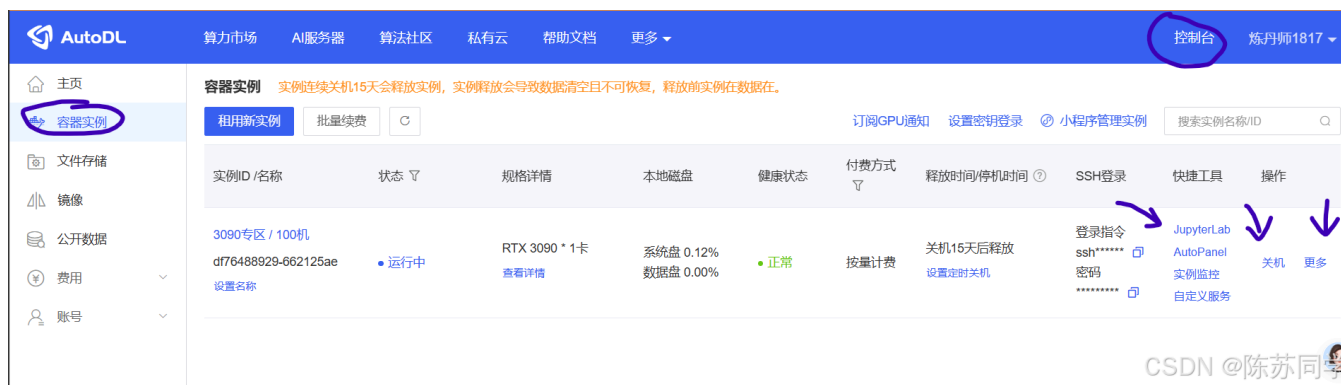 AutoDL 算力市场 AI服务器 算法社区 私有云 帮助文档 更多 控制台 炼丹师1817
主页
容器实例
文件存储
镜像
公开数据
费用
账号
容器实例 实例连续关机15天会释放实例，实例释放会导致数据清空且不可恢复，释放前实例在数据在。
租用新实例 批量续费 订阅GPU通知 设置密钥登录 小程序管理实例 搜索实例名称/ID
实例ID /名称 状态 规格详情 本地磁盘 健康状态 付费方式 释放时间/停机时间 SSH登录 快捷工具 操作
3090专区 / 100机
df76488929-662125ae
设置名称
运行中
RTX 3090 * 1卡
查看详情
系统盘 0.12%
数据盘 0.00%
正常
按量计费
关机15天后释放
设置定时关机
登录指令
ssh******
密码
*********
JupyterLab
AutoPanel
实例监控
自定义服务
关机 更多
CSDN @陈苏同学